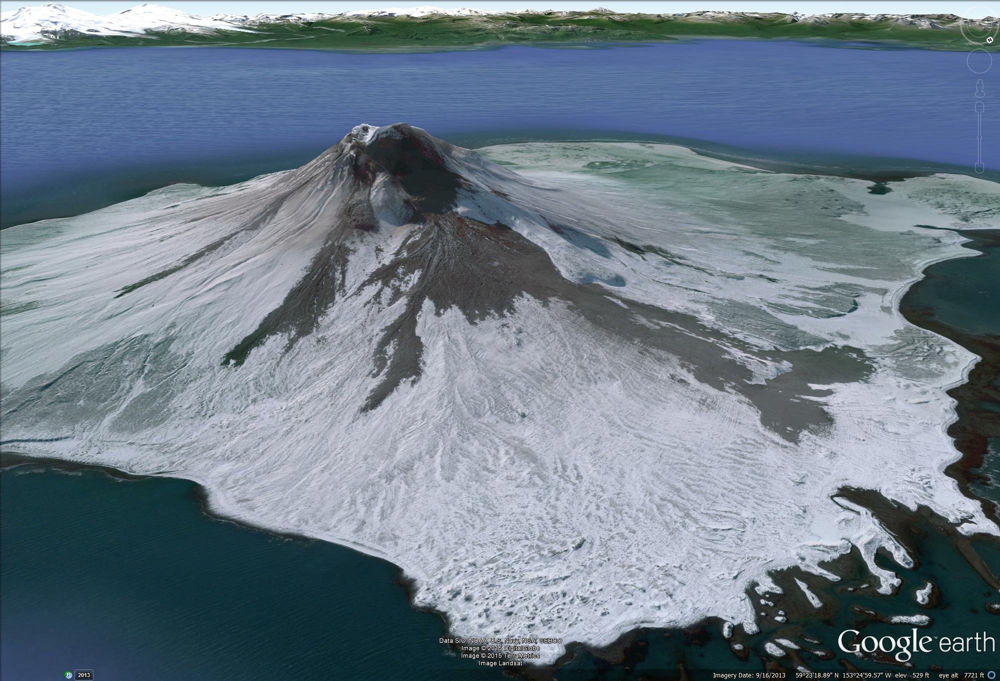 N
Data SIO, NOAA, U.S. Navy, NGA, GEBCO
Image © 2015 DigitalGlobe
Image © 2015 TerraMetrics
Image Landsat
Google™ earth
2013
Imagery Date: 9/16/2013 59°23'18.89" N 153°24'59.57" W elev 529 ft eye alt 7721 ft